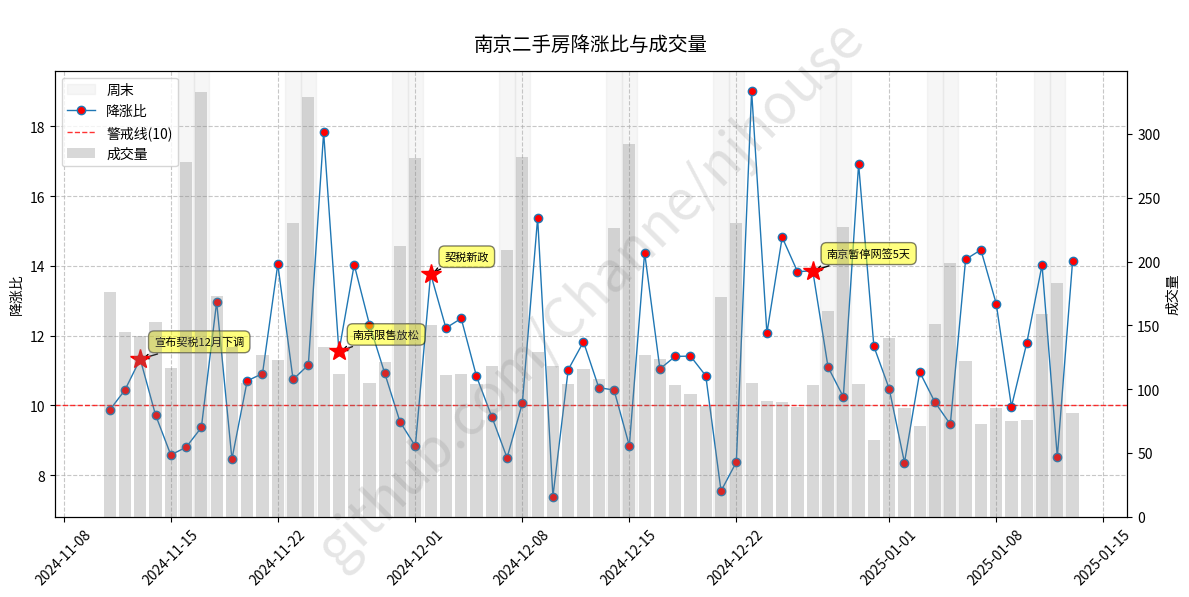 南京二手房降涨比与成交量
周末
降涨比
警戒线(10)
成交量
降涨比
18
16
14
12
10
8
300
250
200
150
100
50
0
成交量
宣布契税12月下调
南京限售放松
契税新政
南京暂停网签5天
github.com/Channe/njhouse
2024-11-08
2024-11-15
2024-11-22
2024-12-01
2024-12-08
2024-12-15
2024-12-22
2025-01-01
2025-01-08
2025-01-15